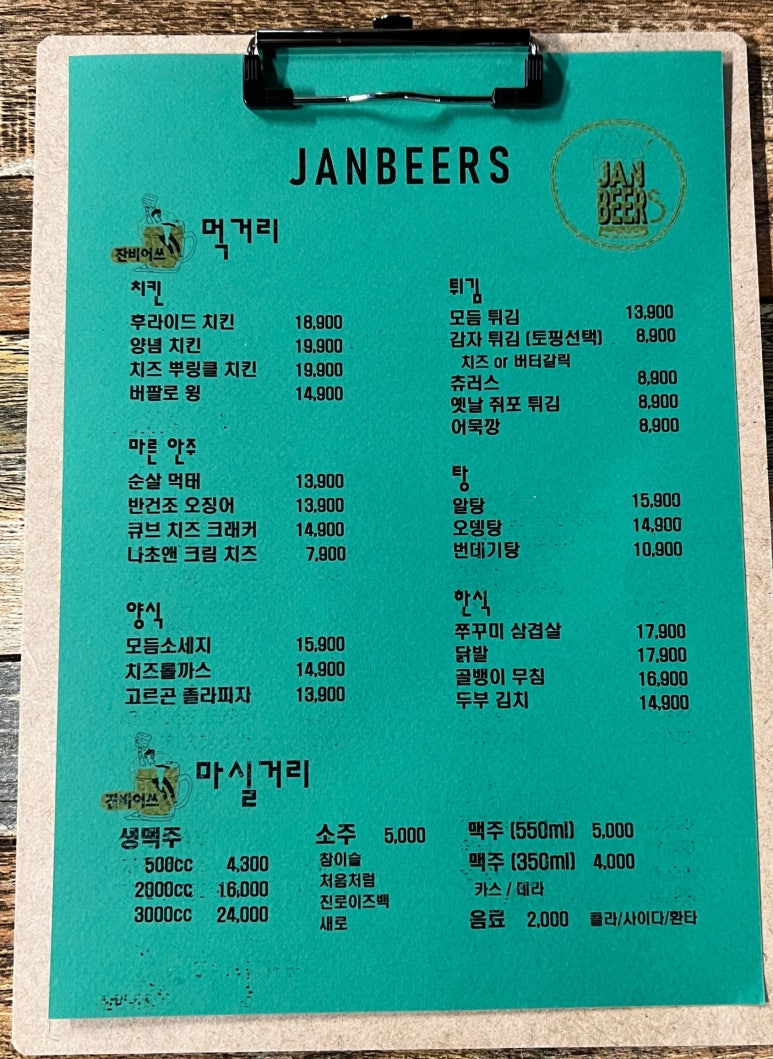 JANBEERS
JAN
BEERS
잔비어쓰
먹거리
치킨
후라이드 치킨 18,900
양념 치킨 19,900
치즈 뿌링클 치킨 19,900
버팔로 윙 14,900
마른 안주
순살 먹태 13,900
반건조 오징어 13,900
큐브 치즈 크래커 14,900
나초앤 크림 치즈 7,900
양식
모듬소세지 15,900
치즈롤까스 14,900
고르곤 졸라피자 13,900
튀김
모듬 튀김 13,900
감자 튀김 (토핑선택) 8,900
치즈 or 버터갈릭
츄러스 8,900
옛날 쥐포 튀김 8,900
어묵깡 8,900
탕
알탕 15,900
오뎅탕 14,900
번데기탕 10,900
한식
쭈꾸미 삼겹살 17,900
닭발 17,900
골뱅이 무침 16,900
두부 김치 14,900
잔비어쓰
마실거리
생맥주
500cc 4,300
2000cc 16,000
3000cc 24,000
소주 5,000
참이슬
처음처럼
진로이즈백
새로
맥주 (550ml) 5,000
맥주 (350ml) 4,000
카스 / 테라
음료 2,000 콜라/사이다/환타